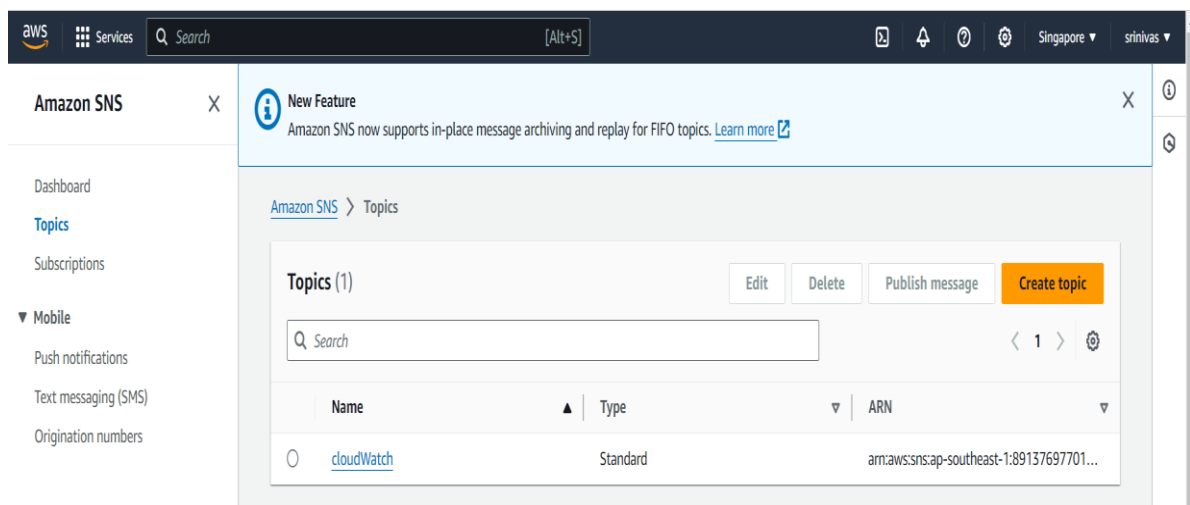 aws Services Search [Alt+S] Singapore ▼ srinivas ▼
Amazon SNS X
Dashboard
Topics
Subscriptions
▼ Mobile
Push notifications
Text messaging (SMS)
Origination numbers
New Feature X
Amazon SNS now supports in-place message archiving and replay for FIFO topics. Learn more
Amazon SNS > Topics
Topics (1) Edit Delete Publish message Create topic
Search < 1 >
Name ▲ Type ▽ ARN ▽
cloudWatch Standard arn:aws:sns:ap-southeast-1:89137697701...